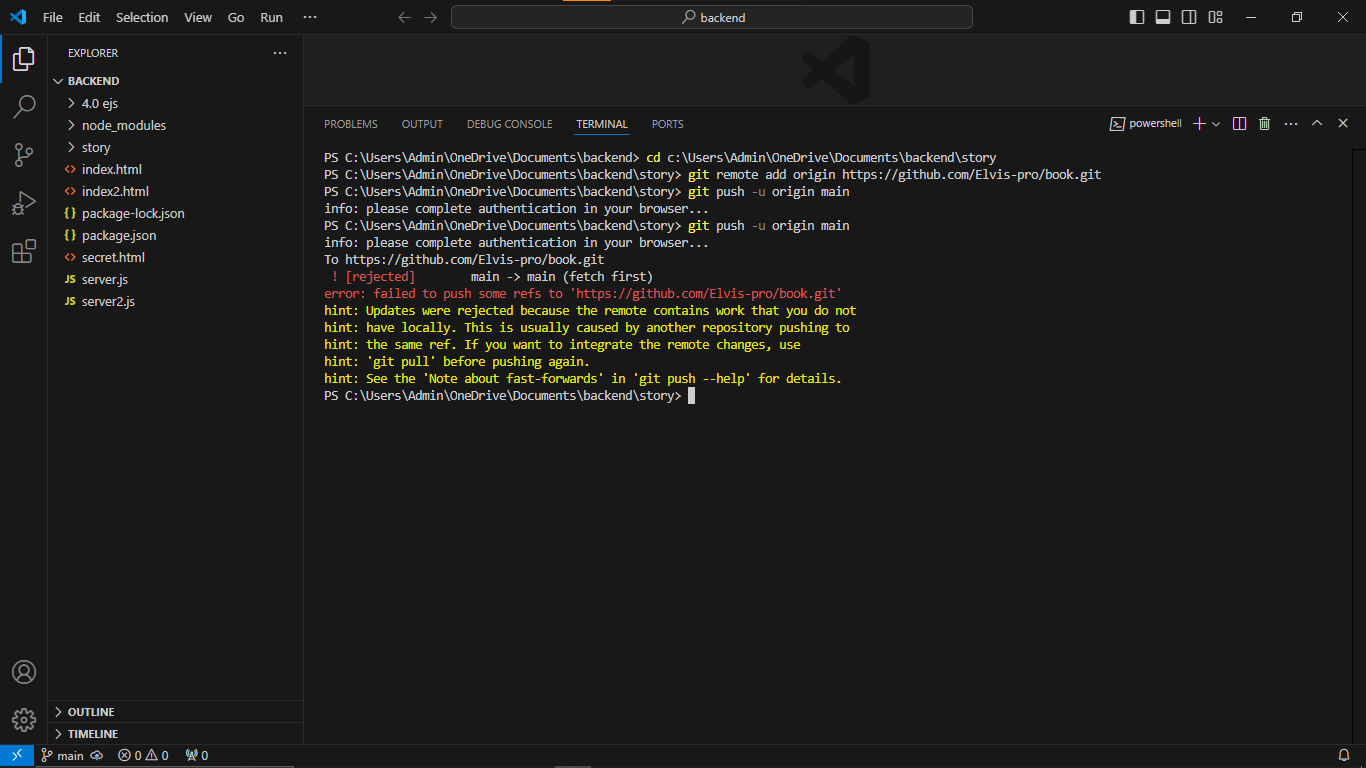 File Edit Selection View Go Run ...
backend
EXPLORER
BACKEND
4.0 ejs
node_modules
story
index.html
index2.html
package-lock.json
package.json
secret.html
server.js
server2.js
OUTLINE
TIMELINE
PROBLEMS OUTPUT DEBUG CONSOLE TERMINAL PORTS
powershell
PS C:\Users\Admin\OneDrive\Documents\backend> cd c:\Users\Admin\OneDrive\Documents\backend\story
PS C:\Users\Admin\OneDrive\Documents\backend\story> git remote add origin https://github.com/Elvis-pro/book.git
PS C:\Users\Admin\OneDrive\Documents\backend\story> git push -u origin main
info: please complete authentication in your browser...
PS C:\Users\Admin\OneDrive\Documents\backend\story> git push -u origin main
info: please complete authentication in your browser...
To https://github.com/Elvis-pro/book.git
! [rejected] main -> main (fetch first)
error: failed to push some refs to 'https://github.com/Elvis-pro/book.git'
hint: Updates were rejected because the remote contains work that you do not
hint: have locally. This is usually caused by another repository pushing to
hint: the same ref. If you want to integrate the remote changes, use
hint: 'git pull' before pushing again.
hint: See the 'Note about fast-forwards' in 'git push --help' for details.
PS C:\Users\Admin\OneDrive\Documents\backend\story>
main 0 0 0